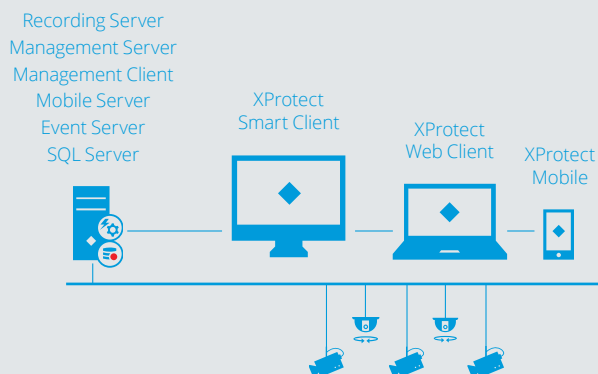 Recording Server
Management Server
Management Client
Mobile Server
Event Server
SQL Server
XProtect
Smart Client
XProtect
Web Client
XProtect
Mobile